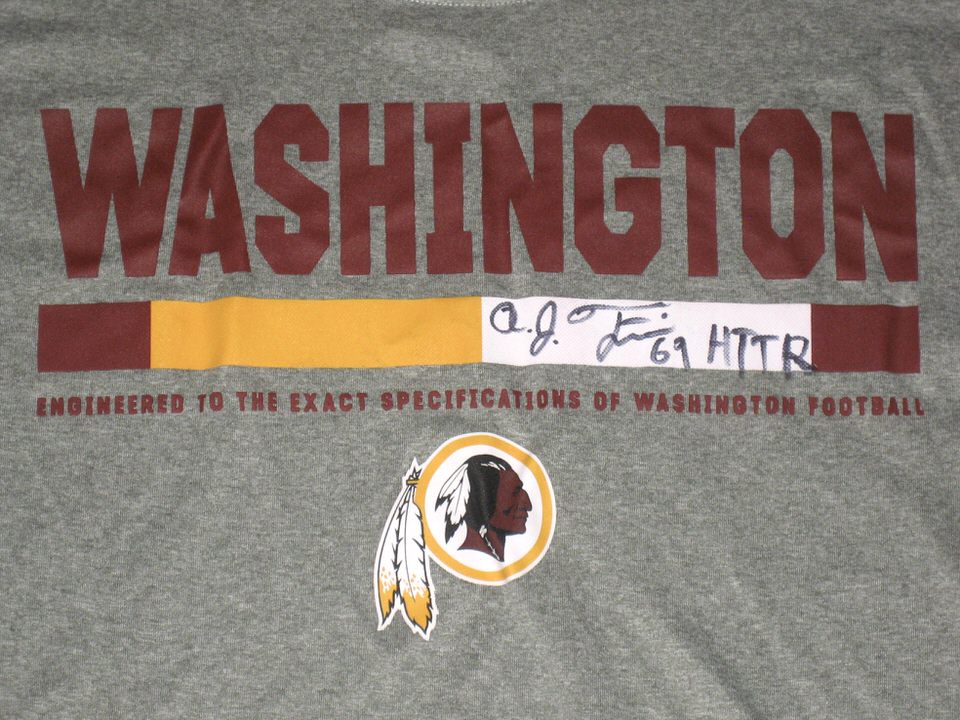 WASHINGTON
A.J. 69 HTTR
ENGINEERED TO THE EXACT SPECIFICATIONS OF WASHINGTON FOOTBALL